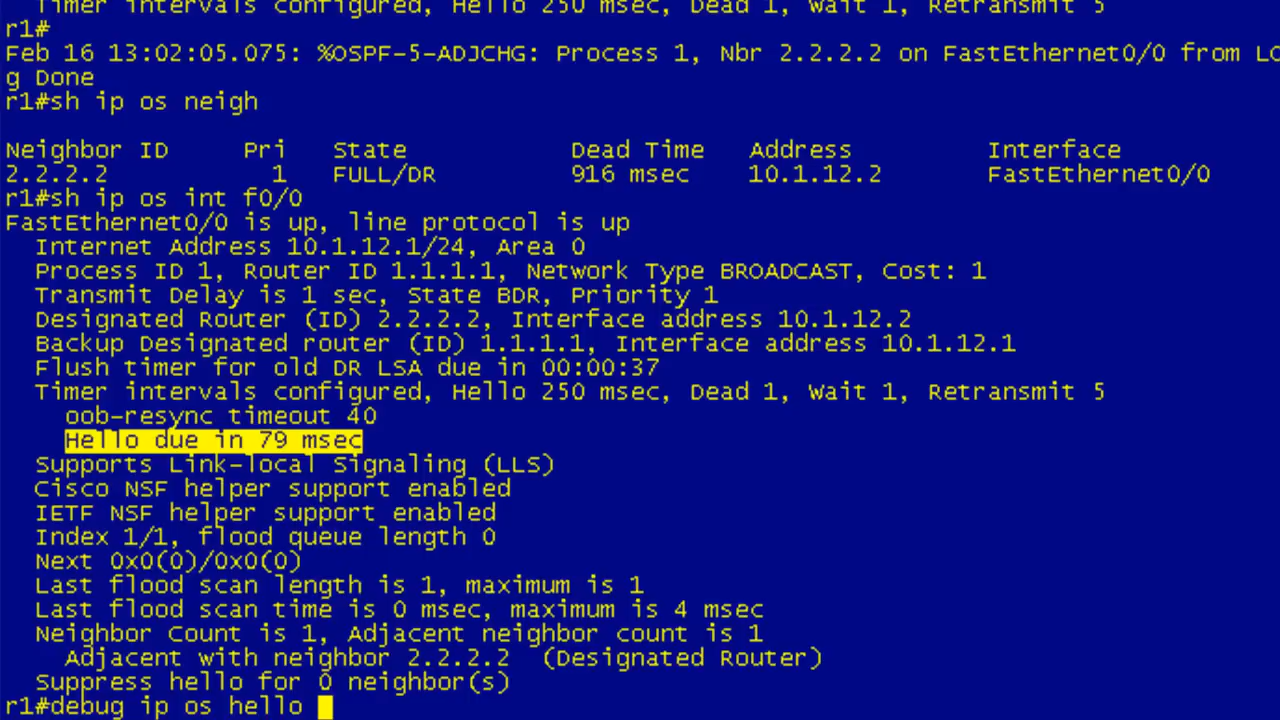 Timer intervals configured, Hello 250 msec, Dead 1, Wait 1, Retransmit 5
r1#
Feb 16 13:02:05.075: %OSPF-5-ADJCHG: Process 1, Nbr 2.2.2.2 on FastEthernet0/0 from LO
g Done
r1#sh ip os neigh
Neighbor ID Pri State Dead Time Address Interface
2.2.2.2 1 FULL/DR 916 msec 10.1.12.2 FastEthernet0/0
r1#sh ip os int f0/0
FastEthernet0/0 is up, line protocol is up
Internet Address 10.1.12.1/24, Area 0
Process ID 1, Router ID 1.1.1.1, Network Type BROADCAST, Cost: 1
Transmit Delay is 1 sec, State BDR, Priority 1
Designated Router (ID) 2.2.2.2, Interface address 10.1.12.2
Backup Designated router (ID) 1.1.1.1, Interface address 10.1.12.1
Flush timer for old DR LSA due in 00:00:37
Timer intervals configured, Hello 250 msec, Dead 1, Wait 1, Retransmit 5
oob-resync timeout 40
Hello due in 79 msec
Supports Link-local Signaling (LLS)
Cisco NSF helper support enabled
IETF NSF helper support enabled
Index 1/1, flood queue length 0
Next 0x0(0)/0x0(0)
Last flood scan length is 1, maximum is 1
Last flood scan time is 0 msec, maximum is 4 msec
Neighbor Count is 1, Adjacent neighbor count is 1
Adjacent with neighbor 2.2.2.2 (Designated Router)
Suppress hello for 0 neighbor(s)
r1#debug ip os hello